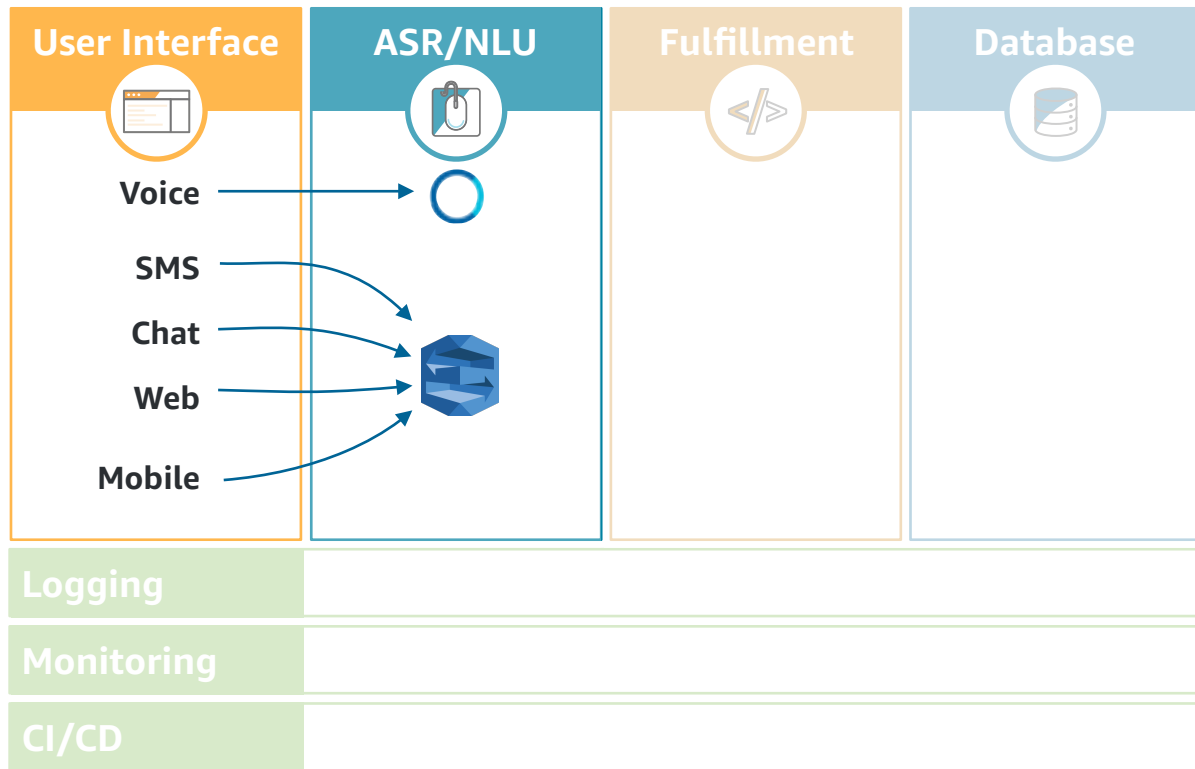 User Interface
ASR/NLU
Fulfillment
Database
</>
Voice
SMS
Chat
Web
Mobile
Logging
Monitoring
CI/CD